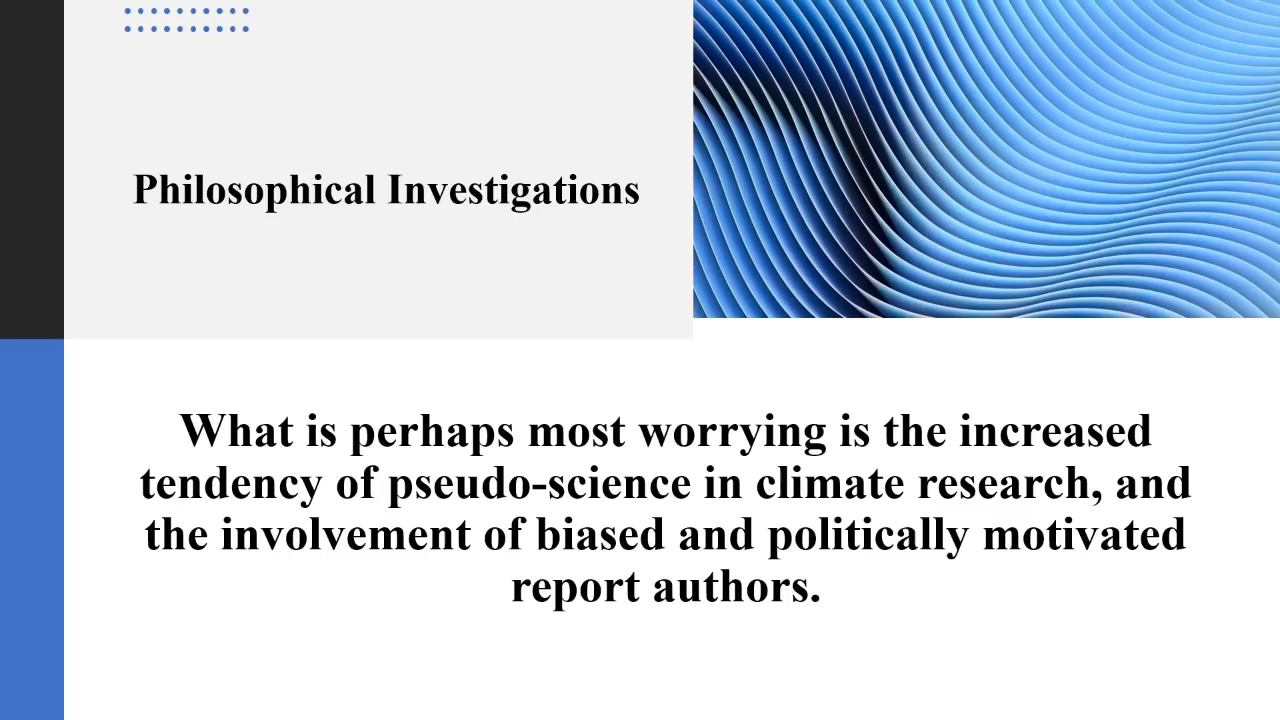 Philosophical Investigations
What is perhaps most worrying is the increased
tendency of pseudo-science in climate research, and
the involvement of biased and politically motivated
report authors.